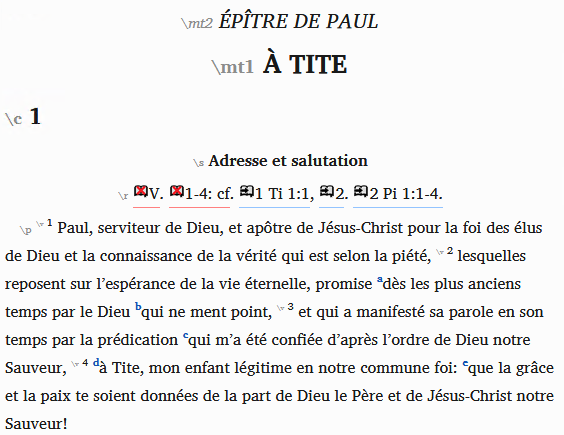 \mt2 ÉPÎTRE DE PAUL
\mt1 À TITE
\c 1
\s Adresse et salutation
\r V. 1-4: cf. 1 Ti 1:1, 2. 2 Pi 1:1-4.
\p \v 1 Paul, serviteur de Dieu, et apôtre de Jésus-Christ pour la foi des élus
de Dieu et la connaissance de la vérité qui est selon la piété, \v 2 lesquelles
reposent sur l’espérance de la vie éternelle, promise a dès les plus anciens
temps par le Dieu b qui ne ment point, \v 3 et qui a manifesté sa parole en son
temps par la prédication c qui m’a été confiée d’après l’ordre de Dieu notre
Sauveur, \v 4 d à Tite, mon enfant légitime en notre commune foi: e que la grâce
et la paix te soient données de la part de Dieu le Père et de Jésus-Christ notre
Sauveur!